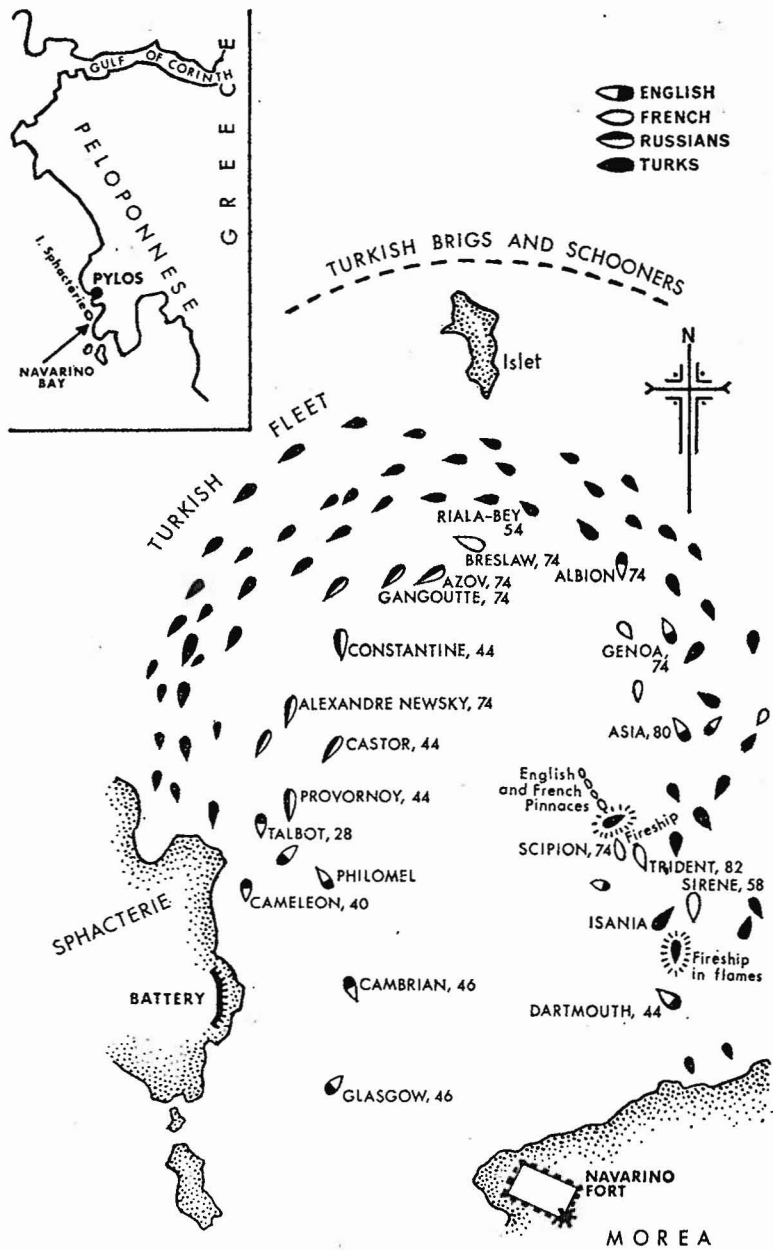 GULF OF CORINTH
GREECE
PELOPONNESE
I. Sphactérie
PYLOS
NAVARINO
BAY
ENGLISH
FRENCH
RUSSIANS
TURKS
TURKISH BRIGS AND SCHOONERS
Islet
N
TURKISH FLEET
RIALA-BEY
54
BRESLAW, 74
AZOV, 74
GANGOUTTE, 74
ALBION 74
CONSTANTINE, 44
GENOA,
74
ALEXANDRE NEWSKY, 74
ASIA, 80
CASTOR, 44
English
and French
Pinnaces
PROVORNOY, 44
Fireship
TALBOT, 28
SCIPION, 74
TRIDENT, 82
PHILOMEL
SIRENE, 58
CAMELEON, 40
SPHACTERIE
ISANIA
Fireship
in flames
BATTERY
CAMBRIAN, 46
DARTMOUTH, 44
GLASGOW, 46
NAVARINO
FORT
MOREA